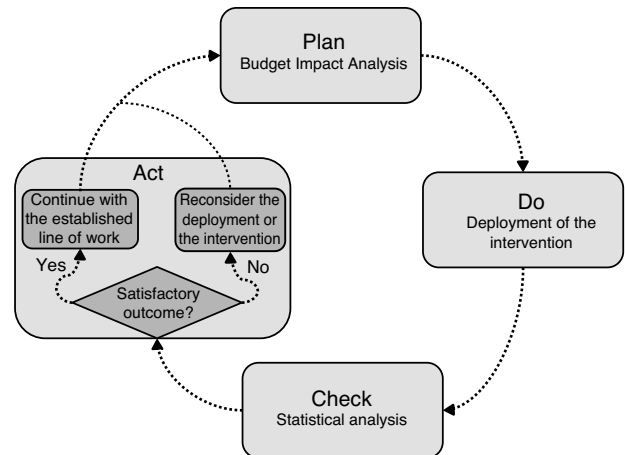 Plan
Budget Impact Analysis
Do
Deployment of the
intervention
Check
Statistical analysis
Act
Continue with
the established
line of work
Reconsider the
deployment or
the intervention
Yes
No
Satisfactory
outcome?